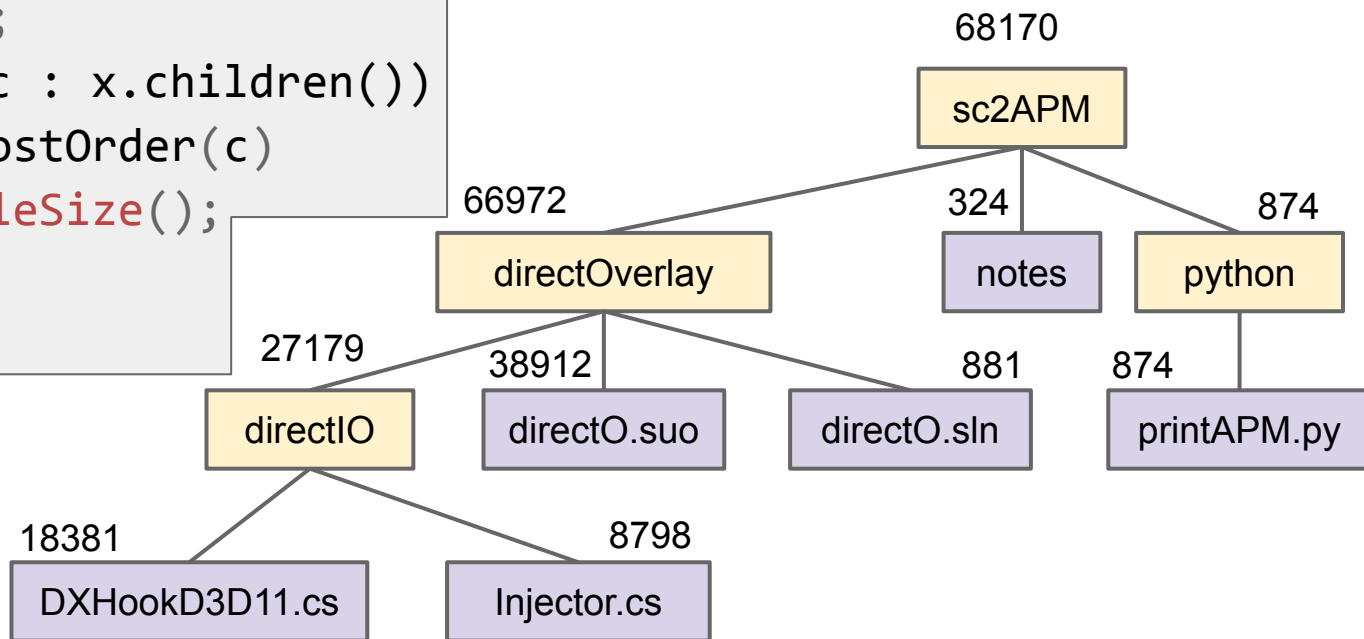 ;
c : x.children())
ostOrder(c)
leSize();
68170
sc2APM
66972
324
874
directOverlay
notes
python
27179
38912
881
874
directIO
directO.suo
directO.sln
printAPM.py
18381
8798
DXHookD3D11.cs
Injector.cs